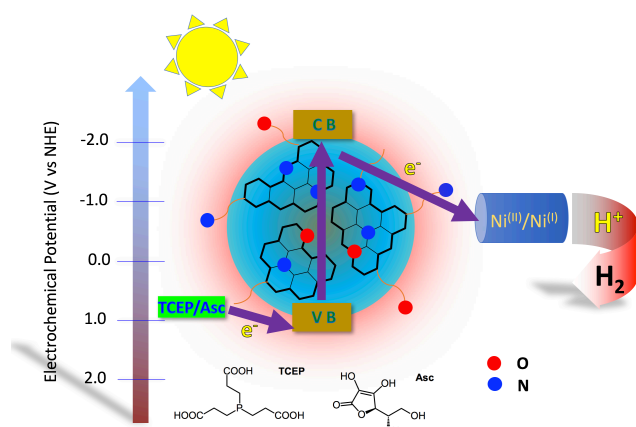 Electrochemical Potential (V vs NHE)
-2.0
-1.0
0.0
1.0
2.0
C B
e⁻
Ni(II)/Ni(I)
H⁺
H₂
TCEP/Asc
e⁻
V B
COOH
TCEP
HOOC
P
COOH
Asc
HO
OH
O
O
OH
O
N